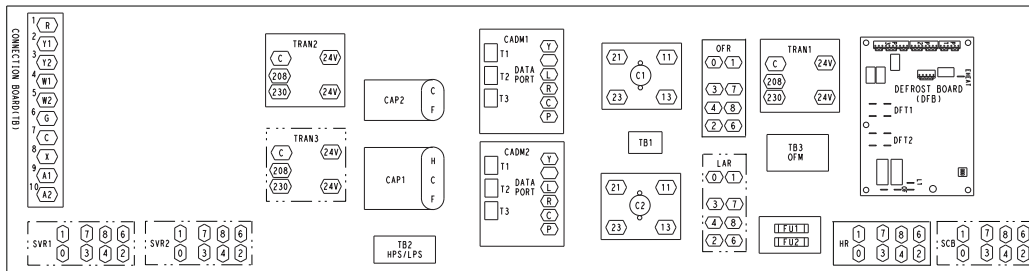 CONNECTION BOARD(TB)
1 R
2 Y1
3 Y2
4 W1
5 W2
6 G
7 C
8 X
9 A1
10 A2
TRAN2
C 24V
208
230 24V
TRAN3
C 24V
208
230 24V
CAP2
C
F
CAP1
H
C
F
TB2
HPS/LPS
CADM1
T1
T2
T3
DATA
PORT
Y
L
R
C
P
CADM2
T1
T2
T3
DATA
PORT
Y
L
R
C
P
21 11
C1
23 13
TB1
21 11
C2
23 13
OFR
0 1
3 7
4 8
2 6
LAR
0 1
3 7
4 8
2 6
TRAN1
C 24V
208
230 24V
TB3
OFM
FU1
FU2
EHEAT
DEFROST BOARD
(DFB)
DFT1
DFT2
SVR1
1 7 8 6
0 3 4 2
SVR2
1 7 8 6
0 3 4 2
HR
1 7 8 6
0 3 4 2
SCB
1 7 8 6
0 3 4 2